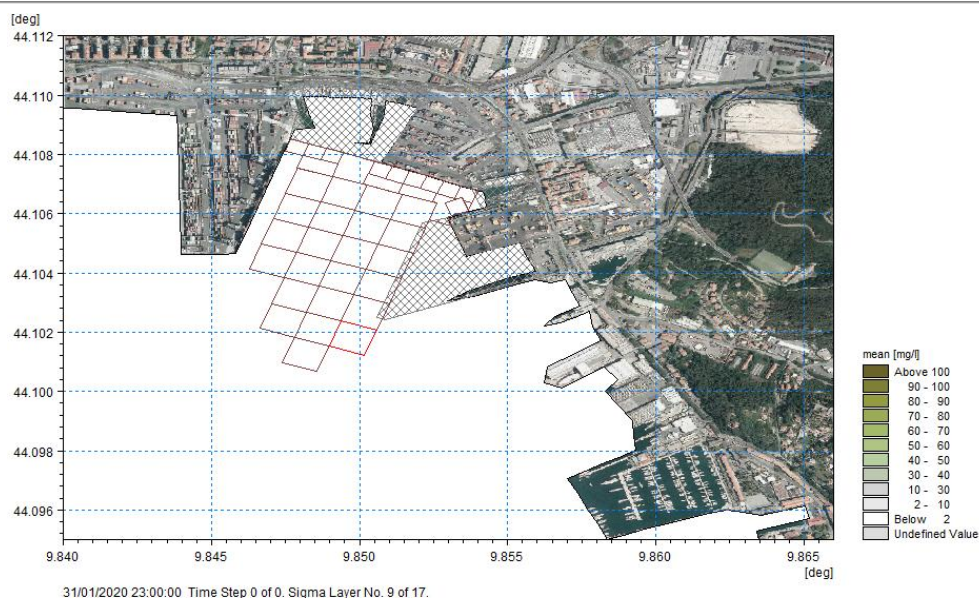 [deg]
44.112
44.110
44.108
44.106
44.104
44.102
44.100
44.098
44.096
9.840 9.845 9.850 9.855 9.860 9.865
[deg]
mean [mg/l]
Above 100
90 - 100
80 - 90
70 - 80
60 - 70
50 - 60
40 - 50
30 - 40
10 - 30
2 - 10
Below 2
Undefined Value
31/01/2020 23:00:00 Time Step 0 of 0. Sigma Layer No. 9 of 17.